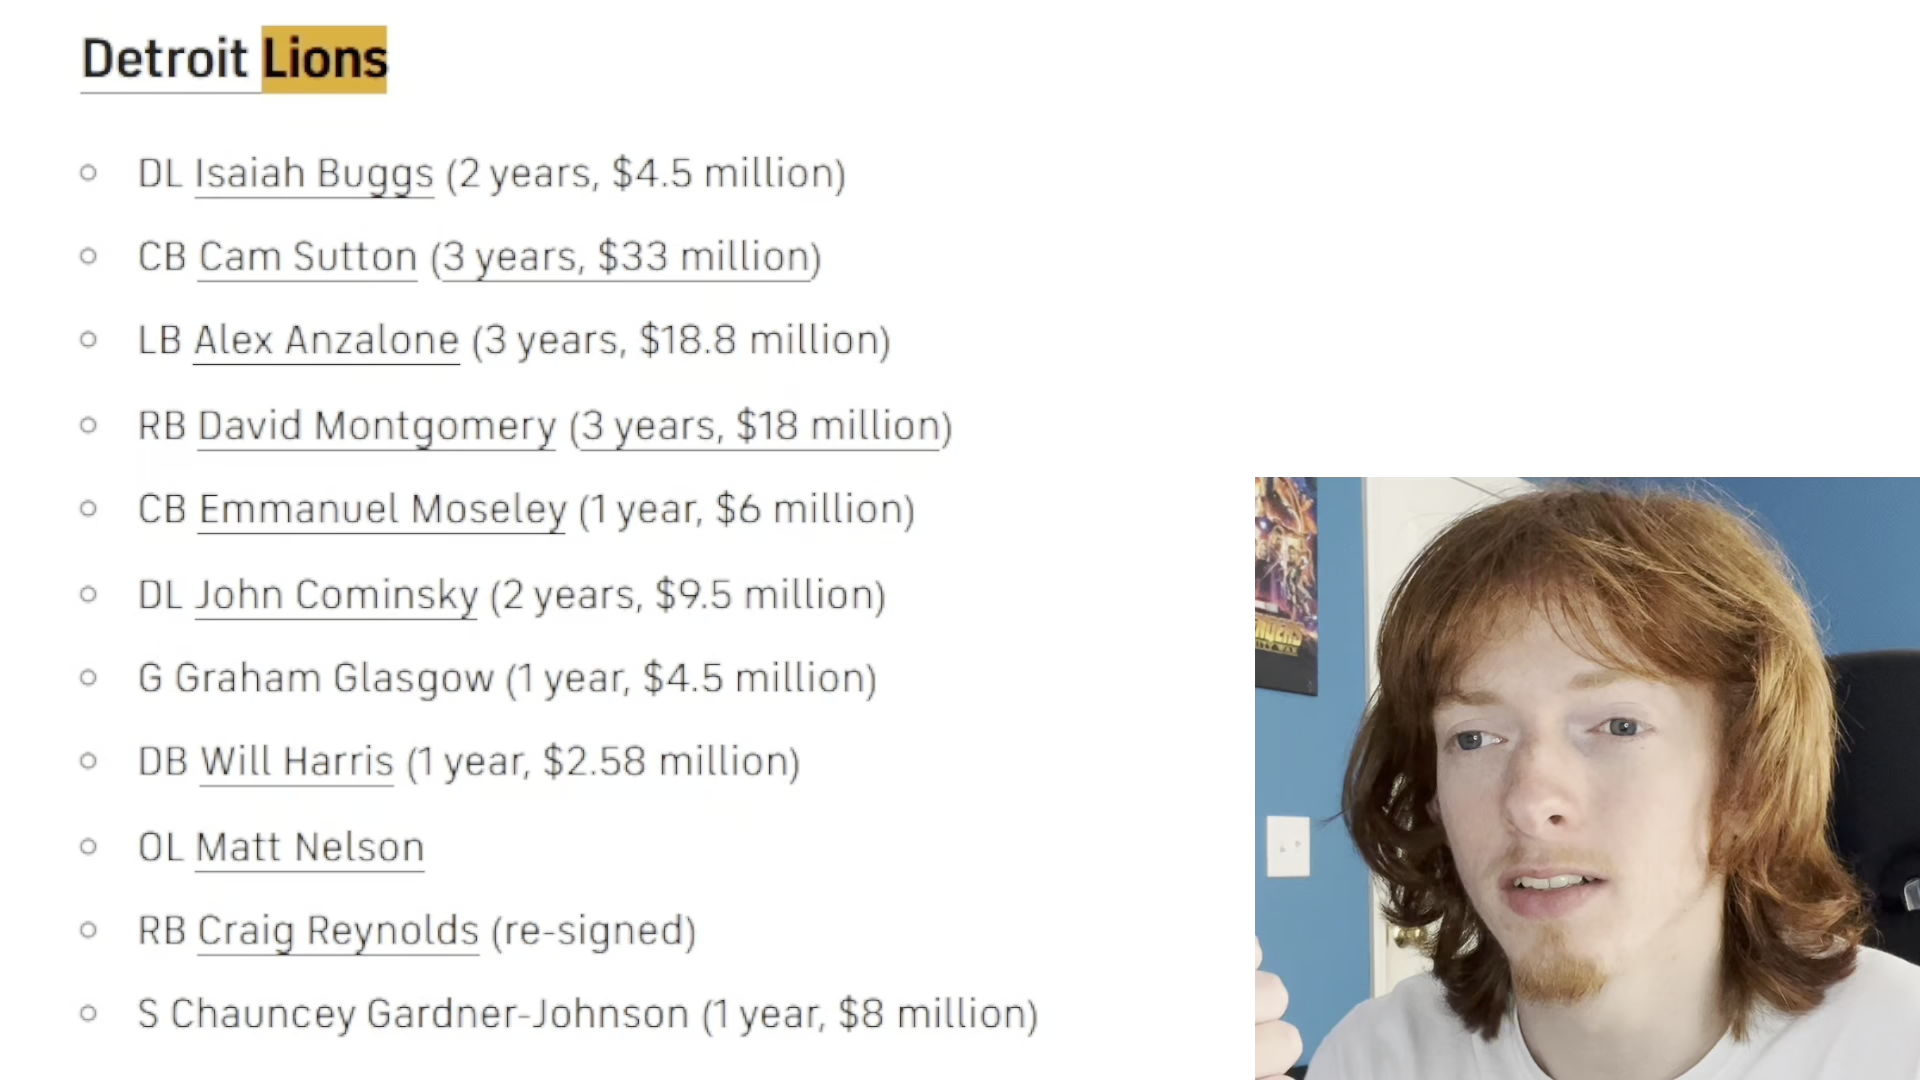 Detroit Lions
DL Isaiah Buggs (2 years, $4.5 million)
CB Cam Sutton (3 years, $33 million)
LB Alex Anzalone (3 years, $18.8 million)
RB David Montgomery (3 years, $18 million)
CB Emmanuel Moseley (1 year, $6 million)
DL John Cominsky (2 years, $9.5 million)
G Graham Glasgow (1 year, $4.5 million)
DB Will Harris (1 year, $2.58 million)
OL Matt Nelson
RB Craig Reynolds (re-signed)
S Chauncey Gardner-Johnson (1 year, $8 million)